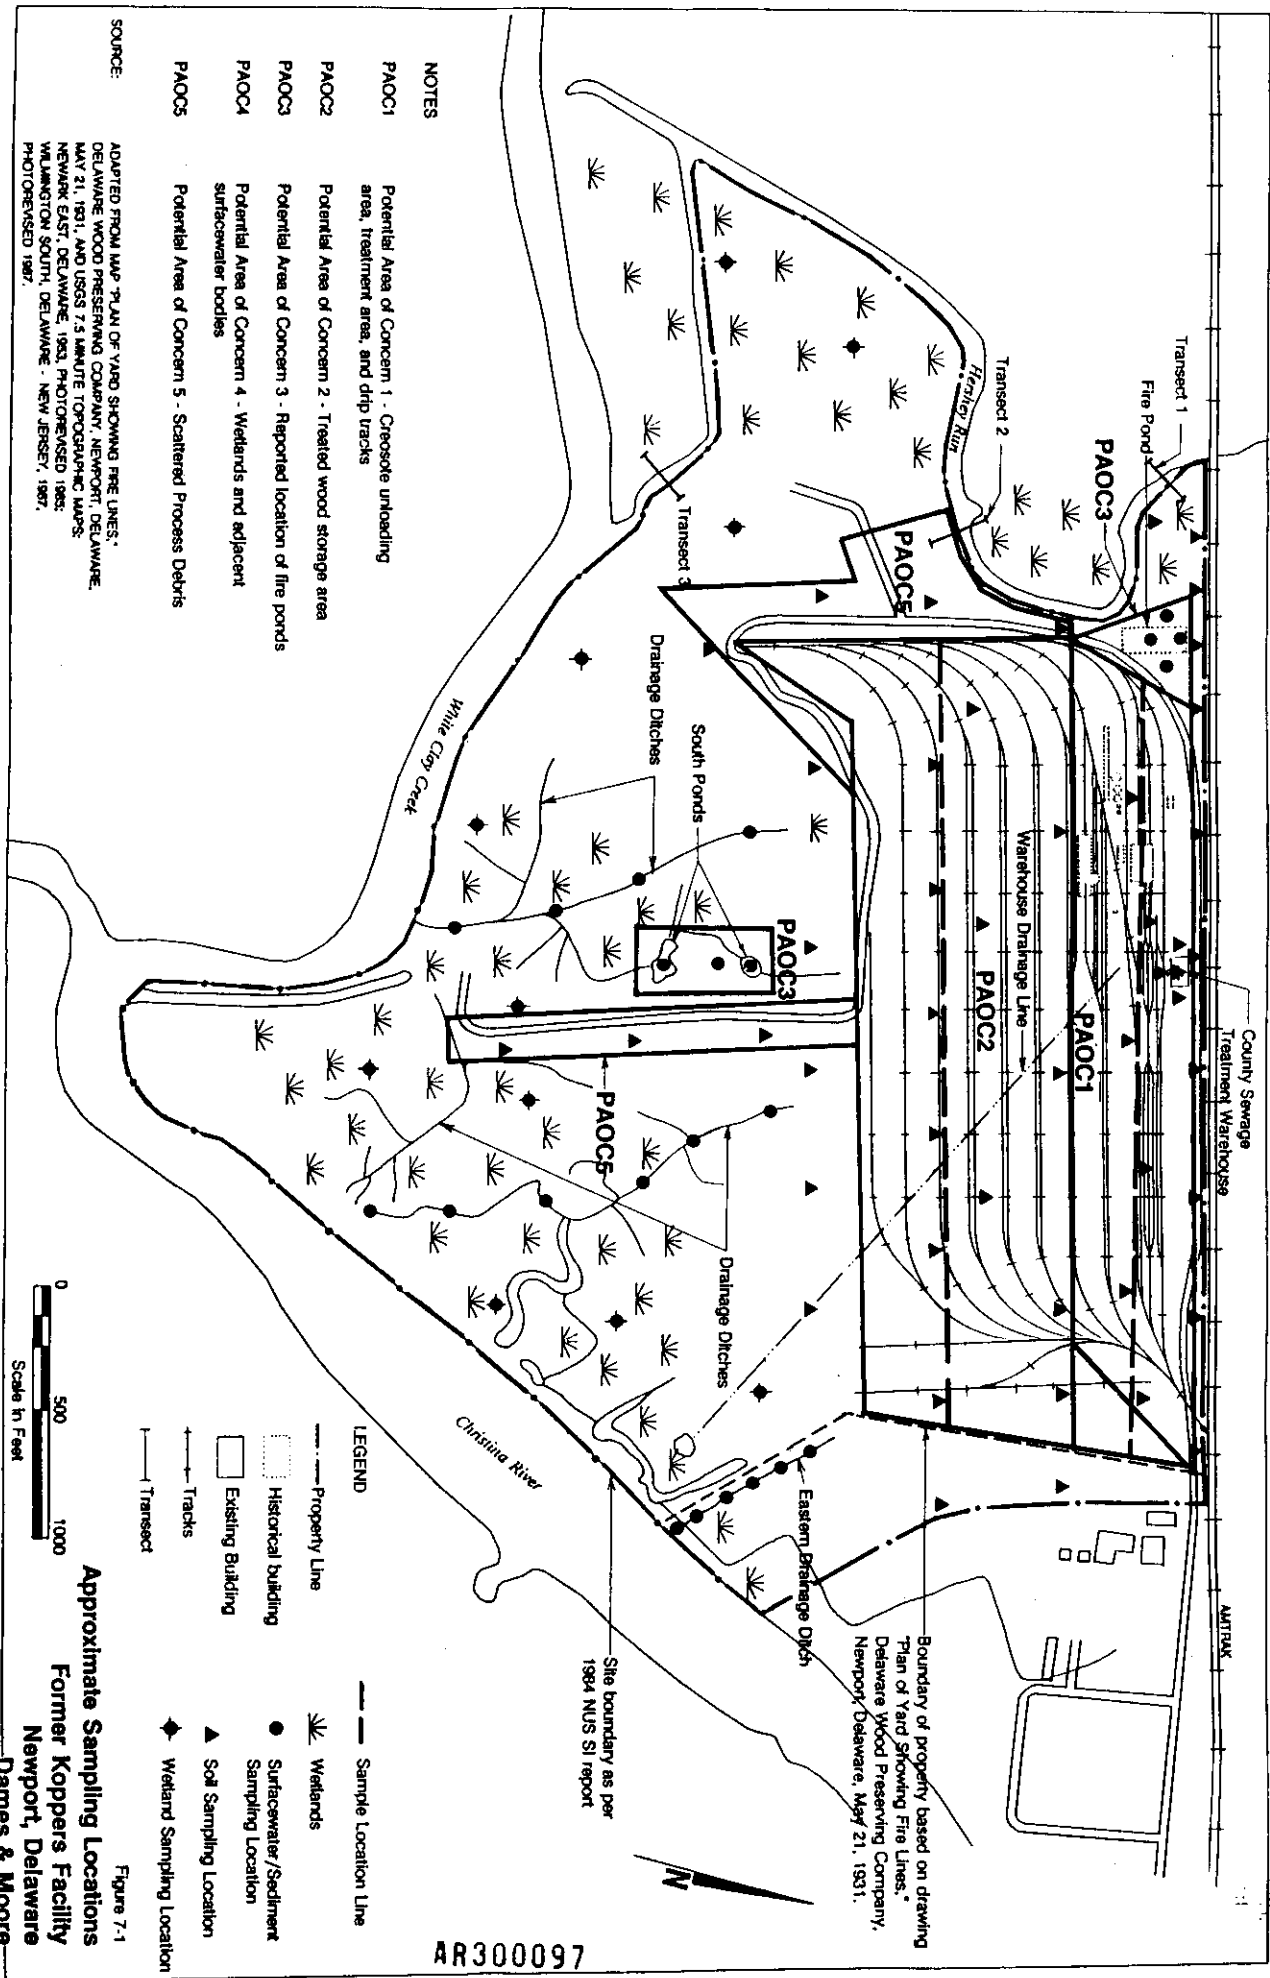 NOTES
PAOC1 Potential Area of Concern 1 - Creosote unloading
area, treatment area, and drip tracks
PAOC2 Potential Area of Concern 2 - Treated wood storage area
PAOC3 Potential Area of Concern 3 - Reported location of fire ponds
PAOC4 Potential Area of Concern 4 - Wetlands and adjacent
surfacewater bodies
PAOC5 Potential Area of Concern 5 - Scattered Process Debris
SOURCE: ADAPTED FROM MAP "PLAN OF YARD SHOWING FIRE LINES,"
DELAWARE WOOD PRESERVING COMPANY, NEWPORT, DELAWARE,
MAY 21, 1931, AND USGS 7.5 MINUTE TOPOGRAPHIC MAPS:
NEWARK EAST, DELAWARE, 1953, PHOTOREVISED 1985;
WILMINGTON SOUTH, DELAWARE - NEW JERSEY, 1967,
PHOTOREVISED 1987.
Transect 1
Fire Pond
PAOC3
Transect 2
Hershey Run
PAOC5
Transect 3
Drainage Ditches
South Ponds
White Clay Creek
PAOC3
Warehouse Drainage Line
PAOC2
PAOC1
County Sewage
Treatment Warehouse
PAOC5
Drainage Ditches
Christina River
Eastern Drainage Ditch
AMTRAK
Boundary of property based on drawing
"Plan of Yard Showing Fire Lines,"
Delaware Wood Preserving Company,
Newport, Delaware, May 21, 1931.
Site boundary as per
1984 NUS SI report
N
LEGEND
Property Line
Historical building
Existing Building
Tracks
Transect
Sample Location Line
Wetlands
Surfacewater/Sediment
Sampling Location
Soil Sampling Location
Wetland Sampling Location
0 500 1000
Scale in Feet
Figure 7-1
Approximate Sampling Locations
Former Koppers Facility
Newport, Delaware
Dames & Moore
AR300097